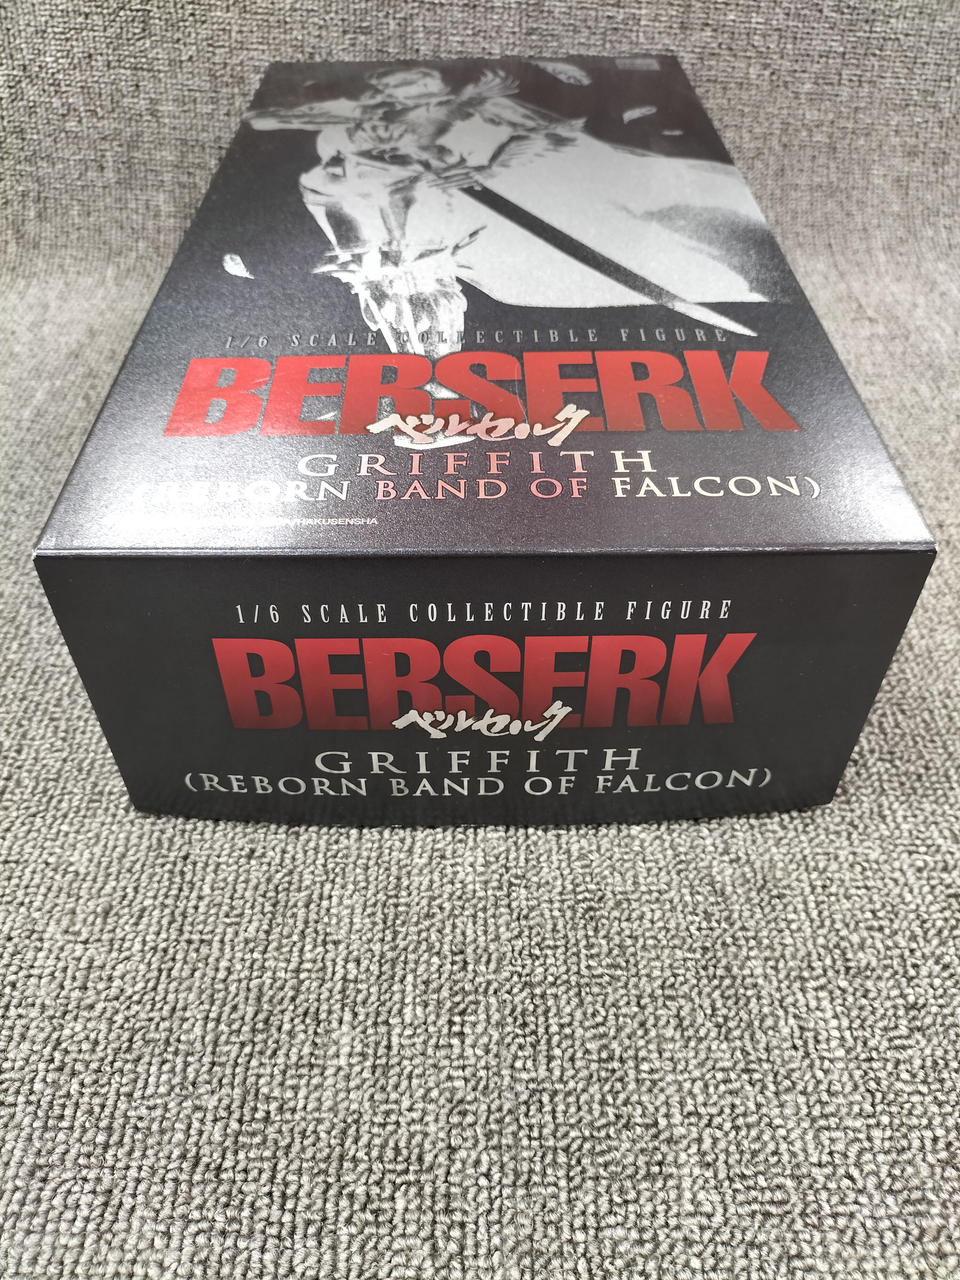 1/6 SCALE COLLECTIBLE FIGURE
BERSERK
ベルセルク
GRIFFITH
(REBORN BAND OF FALCON)
HAKUSENSHA
1/6 SCALE COLLECTIBLE FIGURE
BERSERK
ベルセルク
GRIFFITH
(REBORN BAND OF FALCON)